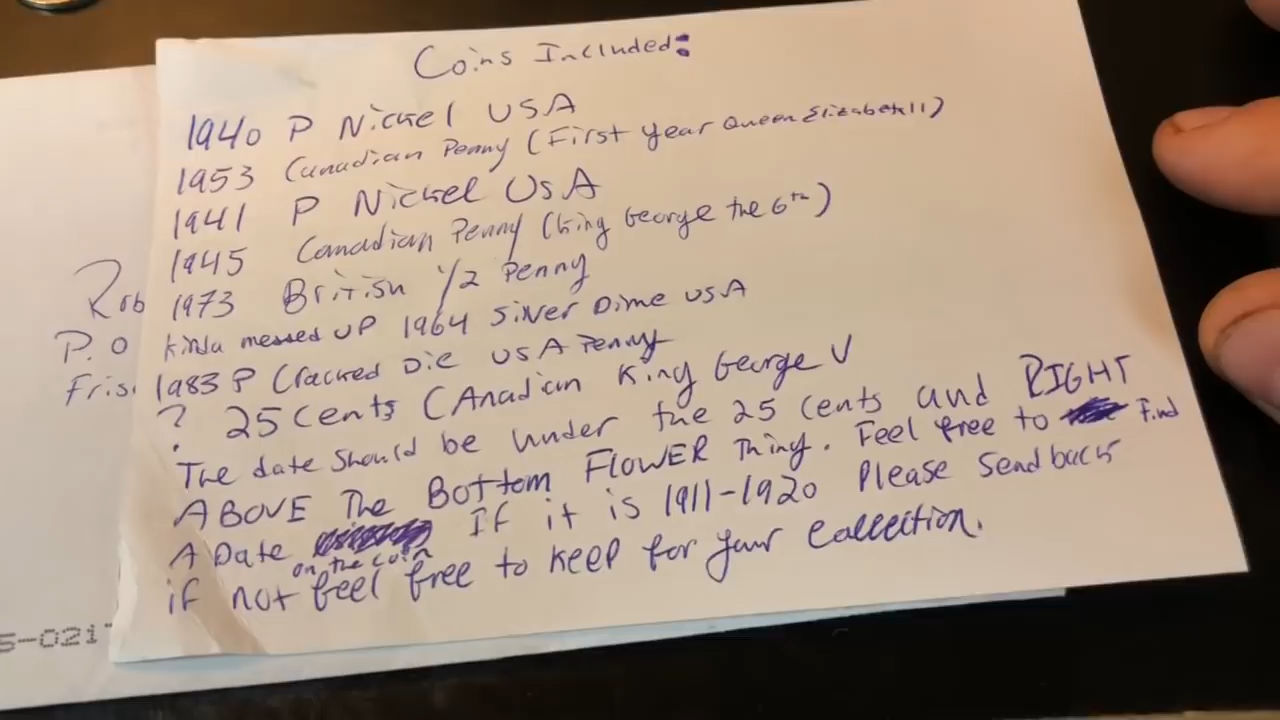 Coins Included:
1940 P Nickel USA
1953 Canadian Penny (First year Queen Elizabeth II)
1941 P Nickel USA
1945 Canadian Penny (King George the 6th)
1973 British 1/2 Penny
Kinda messed up 1964 Silver Dime USA
1983 P Cracked Die USA Penny
? 25 Cents Canadian King George V
The date should be under the 25 cents and RIGHT
ABOVE The Bottom FLOWER Thing. Feel free to Find
A Date on the coin If it is 1911-1920 Please Send back
if not feel free to keep for your collection.
Rob
P.O
Fris
5-021